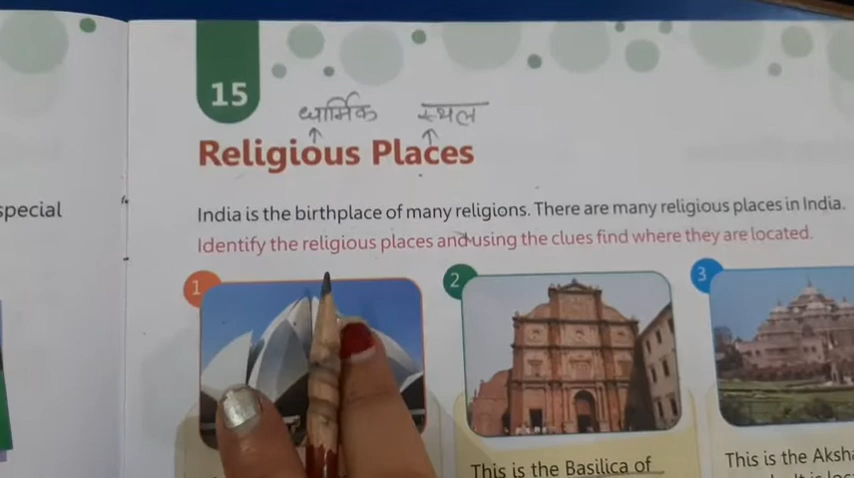 15
धार्मिक स्थल
Religious Places
special
India is the birthplace of many religions. There are many religious places in India.
Identify the religious places and using the clues find where they are located.
1
2
3
This is the Basilica of
This is the Aksha